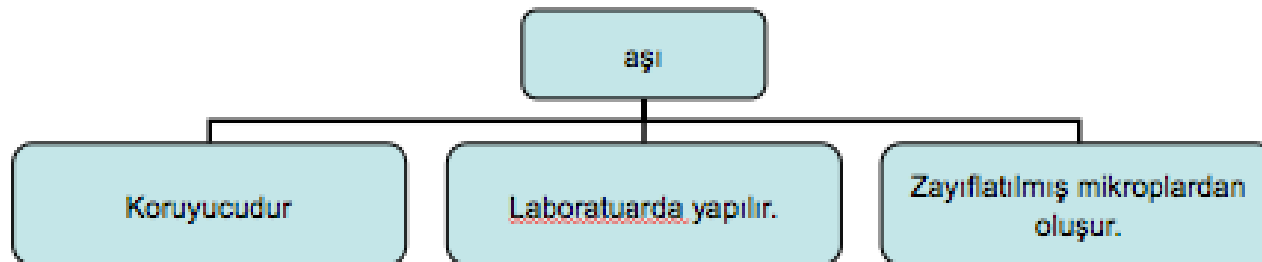 aşı
Koruyucudur
Laboratuarda yapılır.
Zayıflatılmış mikroplardan
oluşur.